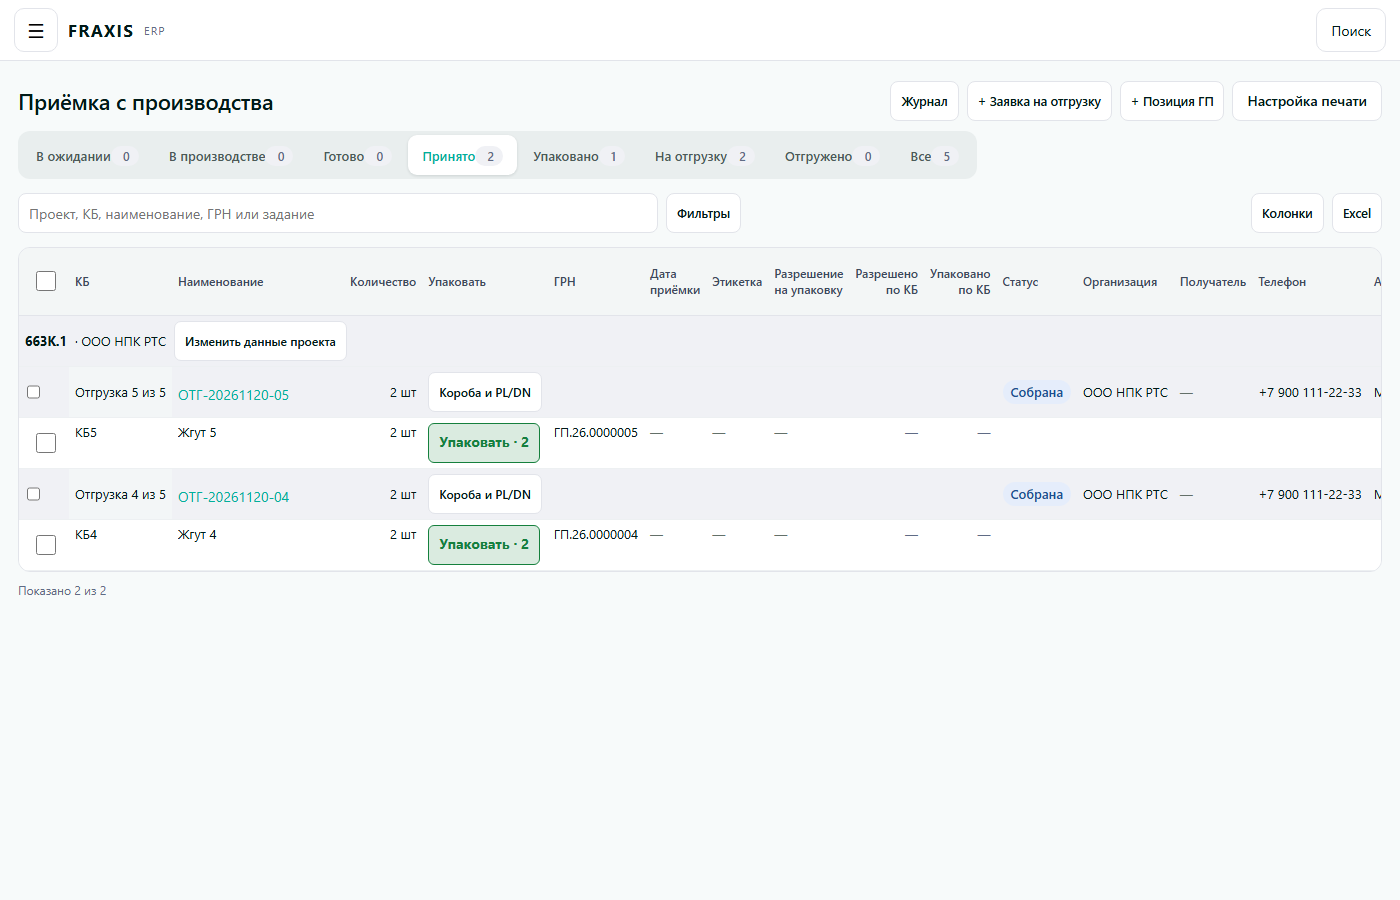 ☰ FRAXIS ERP Поиск
Приёмка с производства Журнал + Заявка на отгрузку + Позиция ГП Настройка печати
В ожидании 0 В производстве 0 Готово 0 Принято 2 Упаковано 1 На отгрузку 2 Отгружено 0 Все 5
Проект, КБ, наименование, ГРН или задание Фильтры Колонки Excel
КБ Наименование Количество Упаковать ГРН Дата приёмки Этикетка Разрешение на упаковку Разрешено по КБ Упаковано по КБ Статус Организация Получатель Телефон А
663К.1 · ООО НПК РТС Изменить данные проекта
Отгрузка 5 из 5 ОТГ-20261120-05 2 шт Короба и PL/DN Собрана ООО НПК РТС — +7 900 111-22-33
КБ5 Жгут 5 2 шт Упаковать · 2 ГП.26.0000005 — — — — —
Отгрузка 4 из 5 ОТГ-20261120-04 2 шт Короба и PL/DN Собрана ООО НПК РТС — +7 900 111-22-33
КБ4 Жгут 4 2 шт Упаковать · 2 ГП.26.0000004 — — — — —
Показано 2 из 2